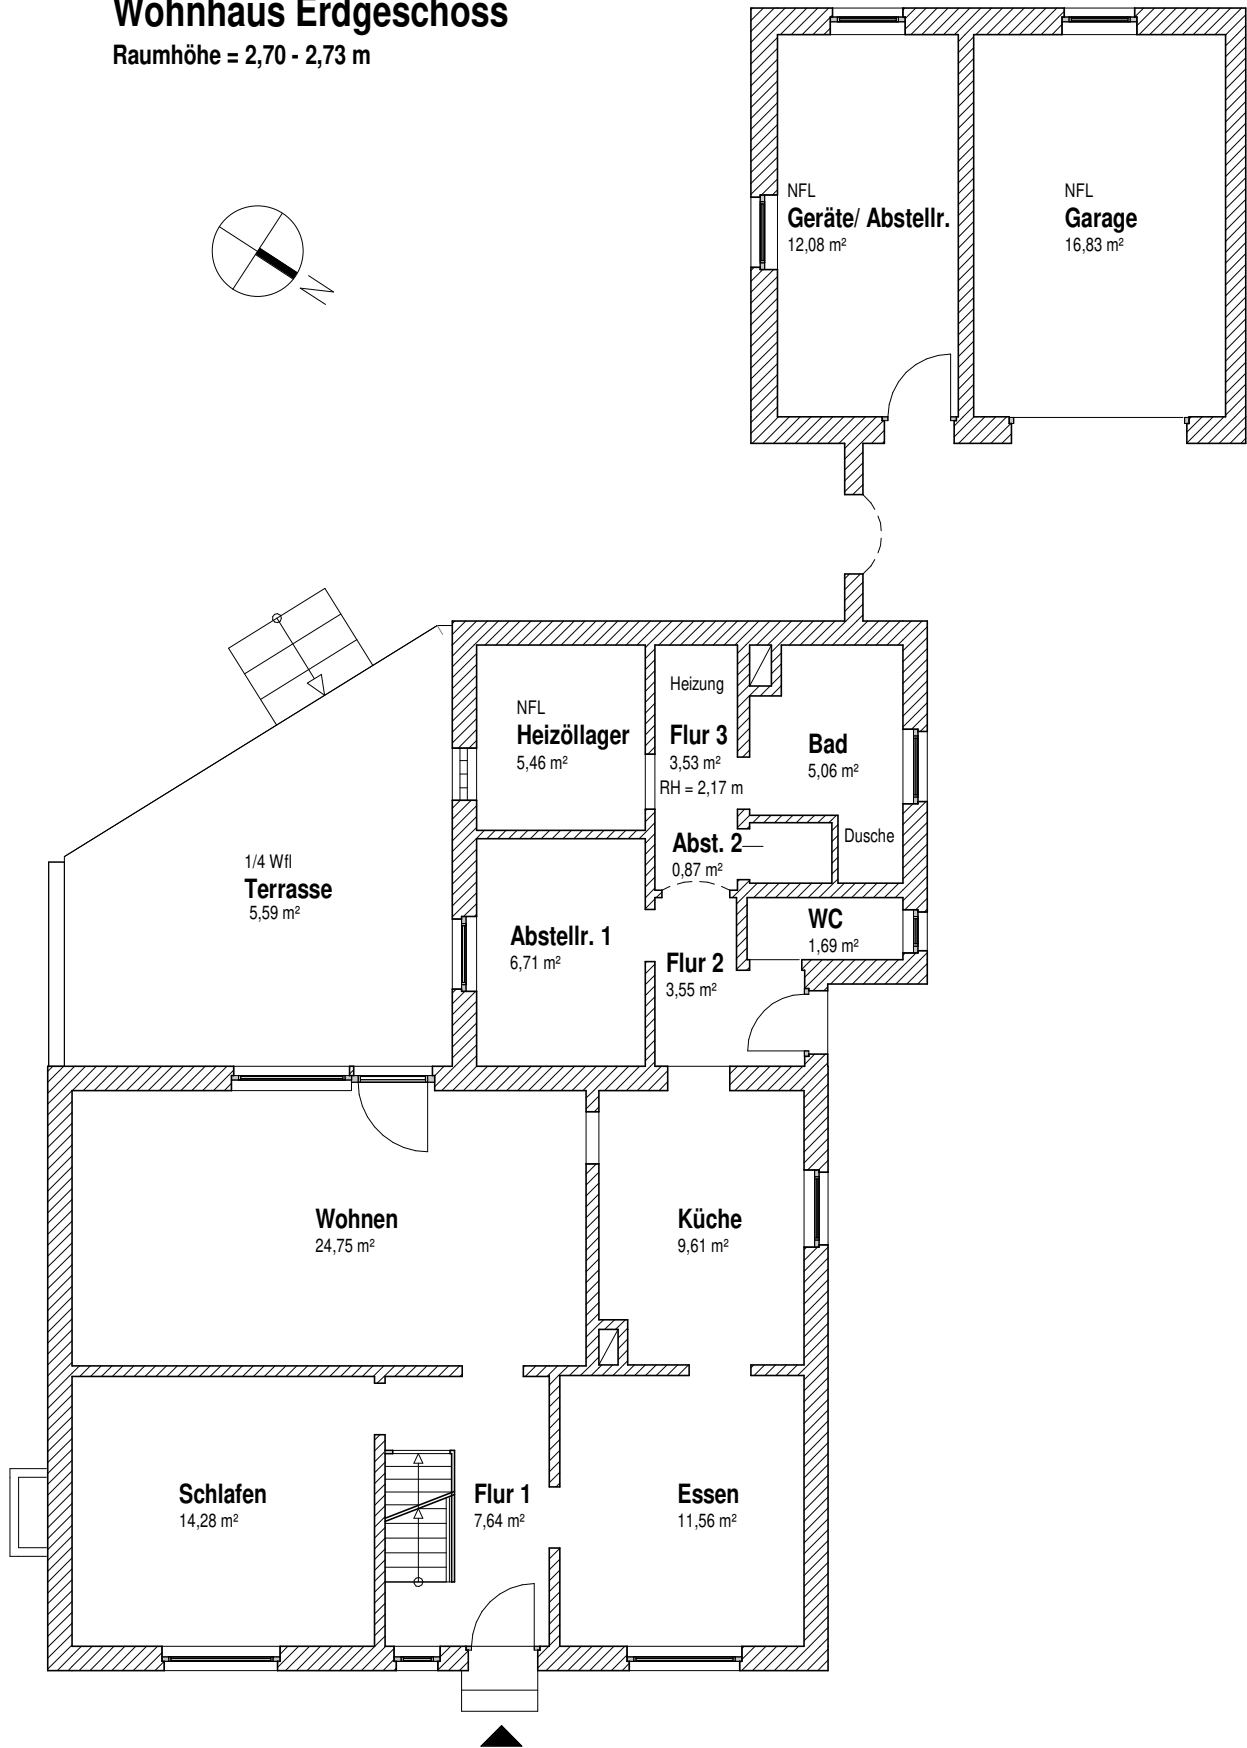 Wohnhaus Erdgeschoss
Raumhöhe = 2,70 - 2,73 m
NFL
Geräte/ Abstellr.
12,08 m²
NFL
Garage
16,83 m²
N
NFL
Heizöllager
5,46 m²
Heizung
Flur 3
3,53 m²
RH = 2,17 m
Bad
5,06 m²
Abst. 2
0,87 m²
Dusche
1/4 Wfl
Terrasse
5,59 m²
Abstellr. 1
6,71 m²
WC
1,69 m²
Flur 2
3,55 m²
Wohnen
24,75 m²
Küche
9,61 m²
Schlafen
14,28 m²
Flur 1
7,64 m²
Essen
11,56 m²